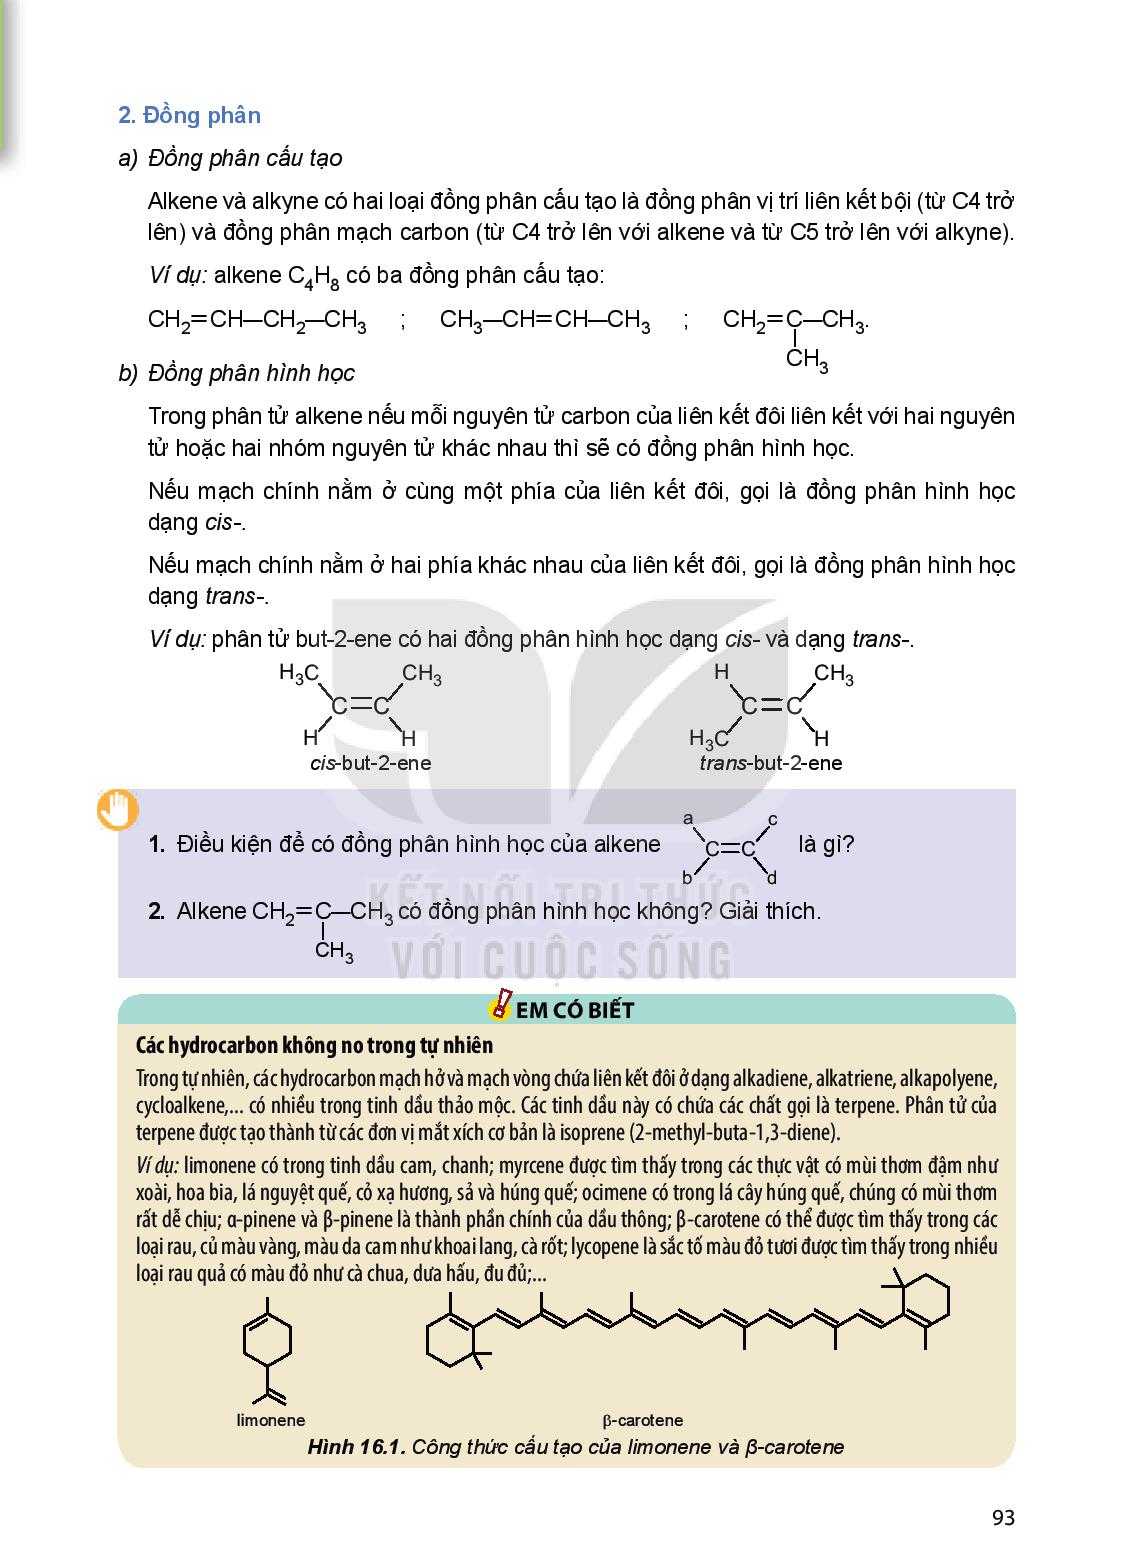 2. Đồng phân
a) Đồng phân cấu tạo
Alkene và alkyne có hai loại đồng phân cấu tạo là đồng phân vị trí liên kết bội (từ C4 trở
lên) và đồng phân mạch carbon (từ C4 trở lên với alkene và từ C5 trở lên với alkyne).
Ví dụ: alkene C4H8 có ba đồng phân cấu tạo:
CH2=CH—CH2—CH3 ; CH3—CH=CH—CH3 ; CH2=C—CH3.
CH3
b) Đồng phân hình học
Trong phân tử alkene nếu mỗi nguyên tử carbon của liên kết đôi liên kết với hai nguyên
tử hoặc hai nhóm nguyên tử khác nhau thì sẽ có đồng phân hình học.
Nếu mạch chính nằm ở cùng một phía của liên kết đôi, gọi là đồng phân hình học
dạng cis-.
Nếu mạch chính nằm ở hai phía khác nhau của liên kết đôi, gọi là đồng phân hình học
dạng trans-.
Ví dụ: phân tử but-2-ene có hai đồng phân hình học dạng cis- và dạng trans-.
H3C CH3 H CH3
C=C C=C
H H H3C H
cis-but-2-ene trans-but-2-ene
a c
1. Điều kiện để có đồng phân hình học của alkene C=C là gì?
b d
KẾT NỐI TRI THỨC
2. Alkene CH2=C—CH3 có đồng phân hình học không? Giải thích.
CH3
VỚI CUỘC SỐNG
EM CÓ BIẾT
Các hydrocarbon không no trong tự nhiên
Trong tự nhiên, các hydrocarbon mạch hở và mạch vòng chứa liên kết đôi ở dạng alkadiene, alkatriene, alkapolyene,
cycloalkene,... có nhiều trong tinh dầu thảo mộc. Các tinh dầu này có chứa các chất gọi là terpene. Phân tử của
terpene được tạo thành từ các đơn vị mắt xích cơ bản là isoprene (2-methyl-buta-1,3-diene).
Ví dụ: limonene có trong tinh dầu cam, chanh; myrcene được tìm thấy trong các thực vật có mùi thơm đậm như
xoài, hoa bia, lá nguyệt quế, cỏ xạ hương, sả và húng quế; ocimene có trong lá cây húng quế, chúng có mùi thơm
rất dễ chịu; α-pinene và β-pinene là thành phần chính của dầu thông; β-carotene có thể được tìm thấy trong các
loại rau, củ màu vàng, màu da cam như khoai lang, cà rốt; lycopene là sắc tố màu đỏ tươi được tìm thấy trong nhiều
loại rau quả có màu đỏ như cà chua, dưa hấu, đu đủ;...
limonene β-carotene
Hình 16.1. Công thức cấu tạo của limonene và β-carotene
93